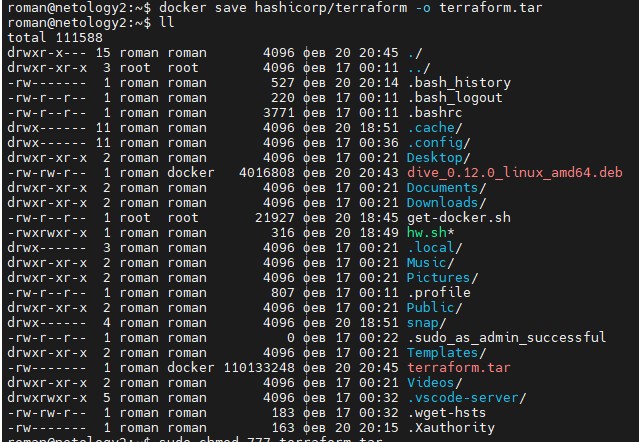 roman@netology2:~$ docker save hashicorp/terraform -o terraform.tar
roman@netology2:~$ ll
total 111588
drwxr-x--- 15 roman roman      4096 фев 20 20:45 ./
drwxr-xr-x  3 root  root       4096 фев 17 00:11 ../
-rw-------  1 roman roman       527 фев 20 20:14 .bash_history
-rw-r--r--  1 roman roman       220 фев 17 00:11 .bash_logout
-rw-r--r--  1 roman roman      3771 фев 17 00:11 .bashrc
drwx------ 11 roman roman      4096 фев 20 18:51 .cache/
drwx------ 11 roman roman      4096 фев 17 00:36 .config/
drwxr-xr-x  2 roman roman      4096 фев 17 00:21 Desktop/
-rw-rw-r--  1 roman docker   4016808 фев 20 20:43 dive_0.12.0_linux_amd64.deb
drwxr-xr-x  2 roman roman      4096 фев 17 00:21 Documents/
drwxr-xr-x  2 roman roman      4096 фев 17 00:21 Downloads/
-rw-r--r--  1 root  root      21927 фев 20 18:45 get-docker.sh
-rwxrwxr-x  1 roman roman       316 фев 20 18:49 hw.sh*
drwx------  3 roman roman      4096 фев 17 00:21 .local/
drwxr-xr-x  2 roman roman      4096 фев 17 00:21 Music/
drwxr-xr-x  2 roman roman      4096 фев 17 00:21 Pictures/
-rw-r--r--  1 roman roman       807 фев 17 00:11 .profile
drwxr-xr-x  2 roman roman      4096 фев 17 00:21 Public/
drwx------  4 roman roman      4096 фев 20 18:51 snap/
-rw-r--r--  1 roman roman         0 фев 17 00:22 .sudo_as_admin_successful
drwxr-xr-x  2 roman roman      4096 фев 17 00:21 Templates/
-rw-------  1 roman docker 110133248 фев 20 20:45 terraform.tar
drwxr-xr-x  2 roman roman      4096 фев 17 00:21 Videos/
drwxrwxr-x  5 roman roman      4096 фев 17 00:32 .vscode-server/
-rw-------  1 roman roman       183 фев 17 00:32 .wget-hsts
-rw-------  1 roman roman       163 фев 20 20:15 .Xauthority
roman@netology2:~$ sudo chmod 777 terraform.tar